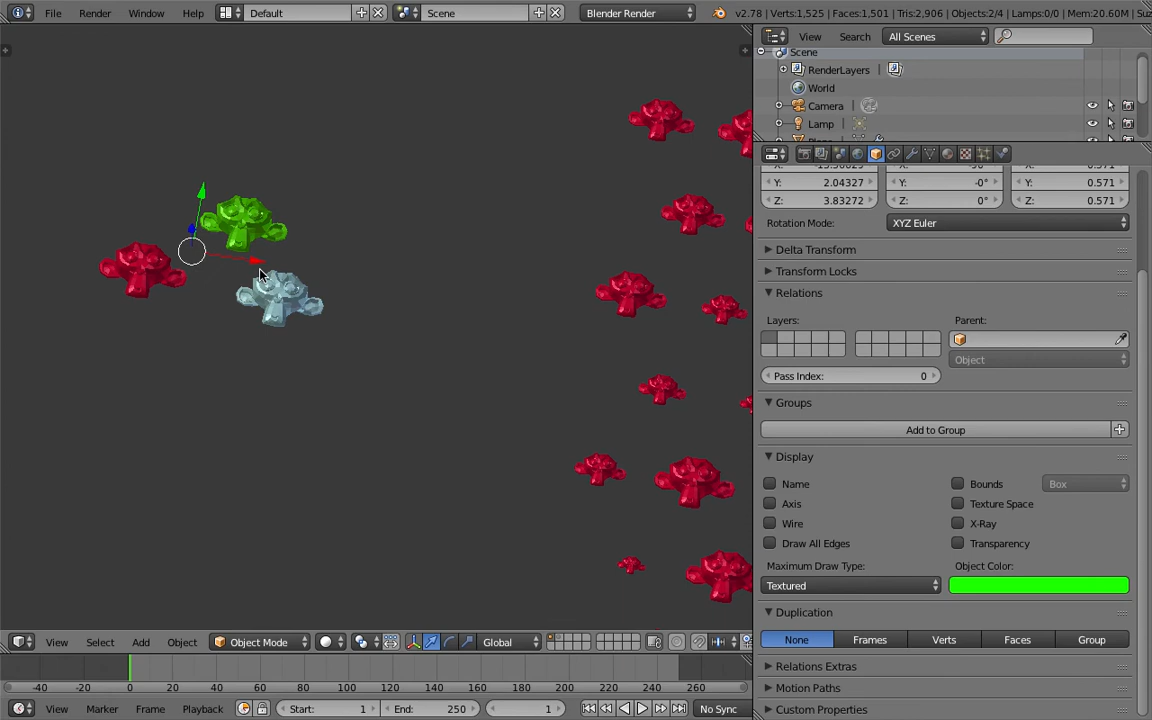 File Render Window Help Default Scene Blender Render v2.78 | Verts:1,525 | Faces:1,501 | Tris:2,906 | Objects:2/4 | Lamps:0/0 | Mem:20.60M |
View Search All Scenes
Scene
RenderLayers
World
Camera
Lamp
Y: 2.04327 Y: -0° Y: 0.571
Z: 3.83272 Z: 0° Z: 0.571
Rotation Mode: XYZ Euler
Delta Transform
Transform Locks
Relations
Layers: Parent:
Object
Pass Index: 0
Groups
Add to Group
Display
Name Bounds Box
Axis Texture Space
Wire X-Ray
Draw All Edges Transparency
Maximum Draw Type: Object Color:
Textured
Duplication
None Frames Verts Faces Group
Relations Extras
Motion Paths
Custom Properties
View Select Add Object Object Mode Global
-40 -20 0 20 40 60 80 100 120 140 160 180 200 220 240 260
View Marker Frame Playback Start: 1 End: 250 1 No Sync